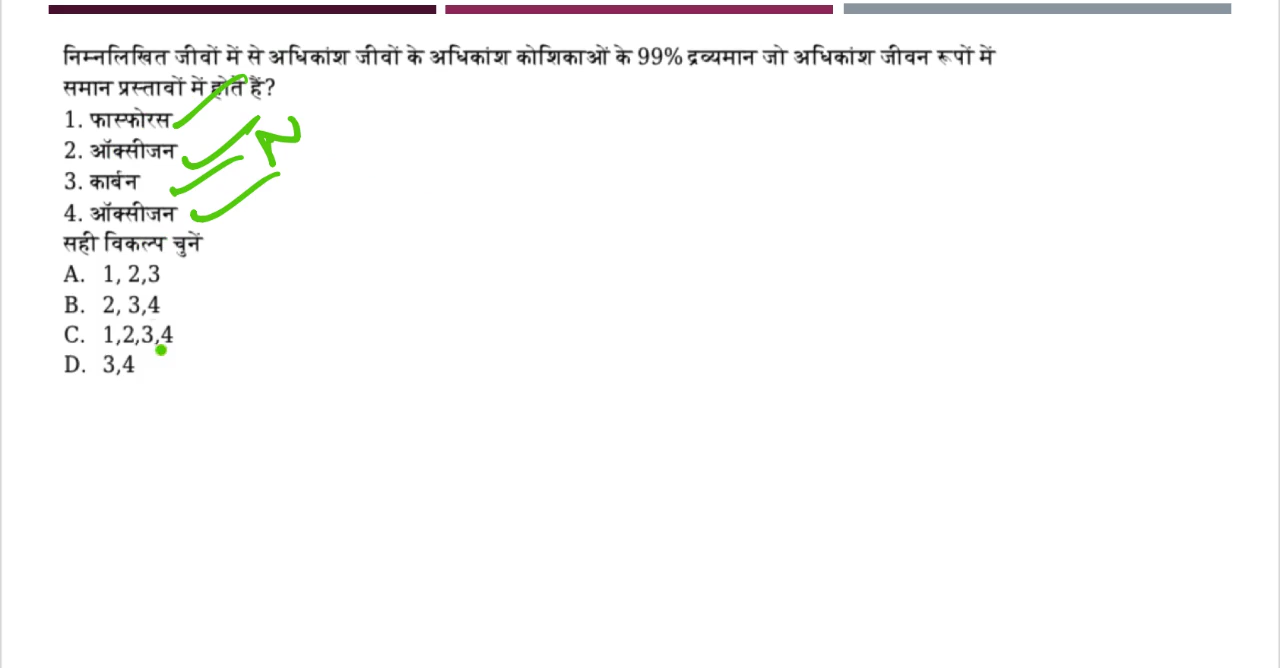 निम्नलिखित जीवों में से अधिकांश जीवों के अधिकांश कोशिकाओं के 99% द्रव्यमान जो अधिकांश जीवन रूपों में
समान प्रस्तावों में होते हैं?
1. फास्फोरस
2. ऑक्सीजन
3. कार्बन
4. ऑक्सीजन
N
सही विकल्प चुनें
A. 1, 2,3
B. 2, 3,4
C. 1,2,3,4
D. 3,4